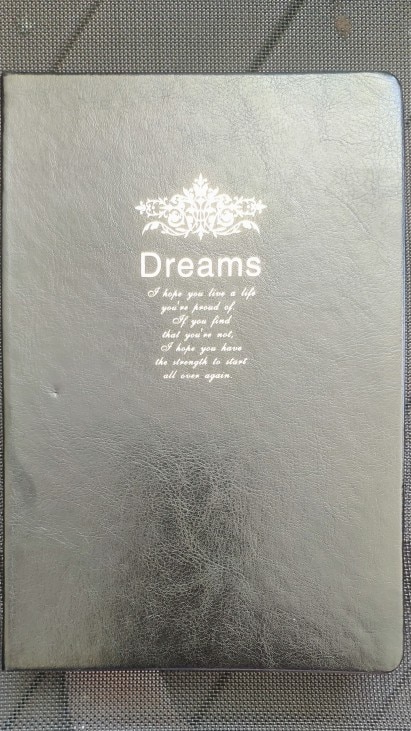 Dreams
I hope you live a life
you're proud of.
If you find
that you're not,
I hope you have
the strength to start
all over again.